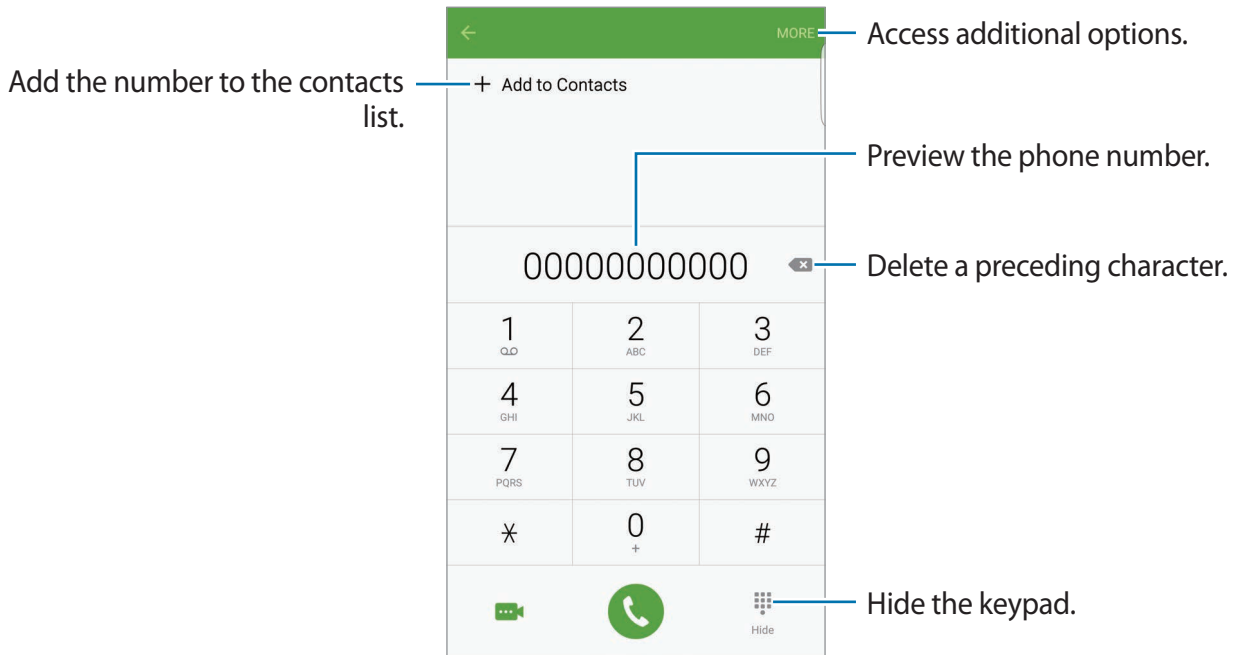 MORE
Access additional options.
Add the number to the contacts
list.
+ Add to Contacts
Preview the phone number.
00000000000
Delete a preceding character.
1 2 3
ABC DEF
4 5 6
GHI JKL MNO
7 8 9
PQRS TUV WXYZ
* 0 #
+
Hide the keypad.
Hide